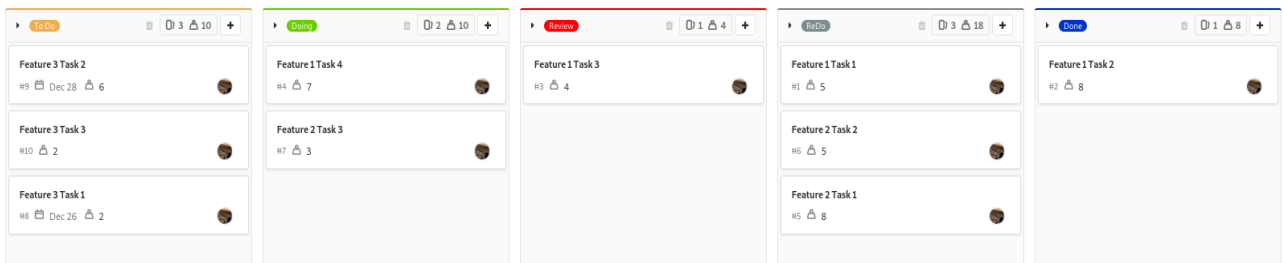 To Do 3 10 +
Feature 3 Task 2
#9 Dec 28 6
Feature 3 Task 3
#10 2
Feature 3 Task 1
#8 Dec 26 2
Doing 2 10 +
Feature 1 Task 4
#4 7
Feature 2 Task 3
#7 3
Review 1 4 +
Feature 1 Task 3
#3 4
ReDo 3 18 +
Feature 1 Task 1
#1 5
Feature 2 Task 2
#6 5
Feature 2 Task 1
#5 8
Done 1 8 +
Feature 1 Task 2
#2 8